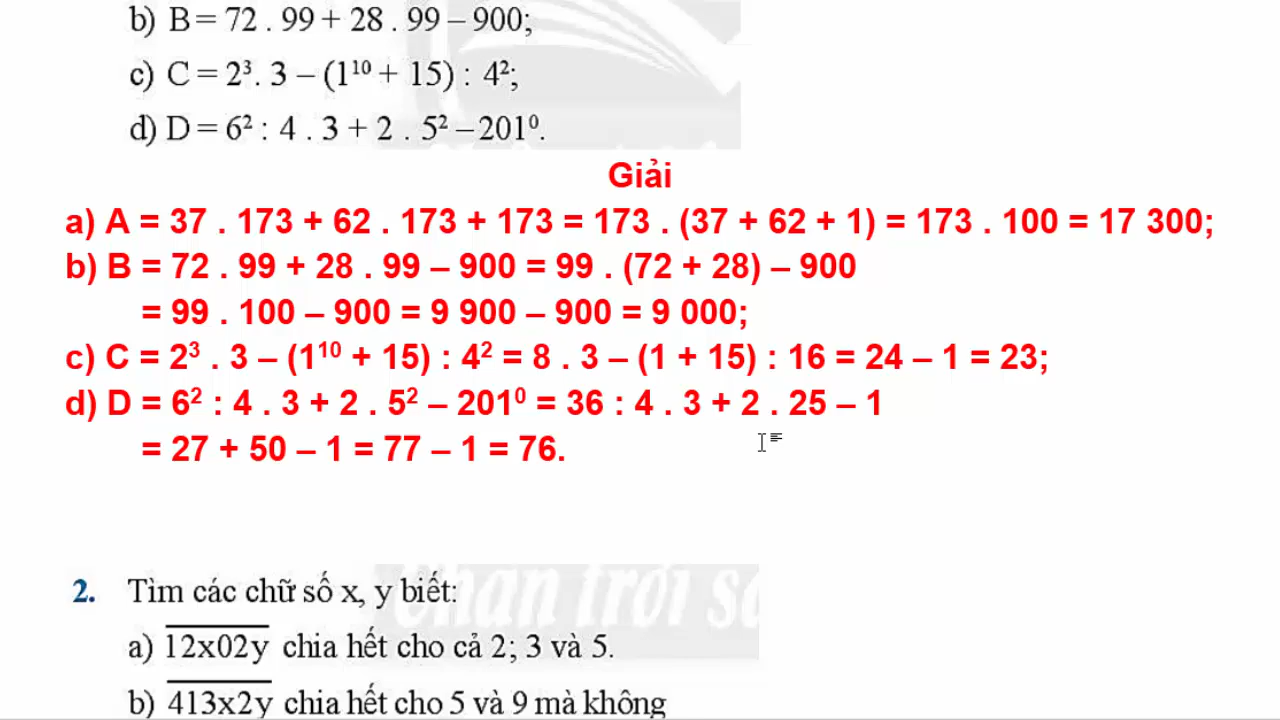 b) B = 72 . 99 + 28 . 99 – 900;
c) C = 2³. 3 – (1¹⁰ + 15) : 4²;
d) D = 6² : 4 . 3 + 2 . 5² – 201⁰.
Giải
a) A = 37 . 173 + 62 . 173 + 173 = 173 . (37 + 62 + 1) = 173 . 100 = 17 300;
b) B = 72 . 99 + 28 . 99 – 900 = 99 . (72 + 28) – 900
= 99 . 100 – 900 = 9 900 – 900 = 9 000;
c) C = 2³ . 3 – (1¹⁰ + 15) : 4² = 8 . 3 – (1 + 15) : 16 = 24 – 1 = 23;
d) D = 6² : 4 . 3 + 2 . 5² – 201⁰ = 36 : 4 . 3 + 2 . 25 – 1
= 27 + 50 – 1 = 77 – 1 = 76.
Chan trời s
2. Tìm các chữ số x, y biết:
a) 12x02y chia hết cho cả 2; 3 và 5.
b) 413x2y chia hết cho 5 và 9 mà không